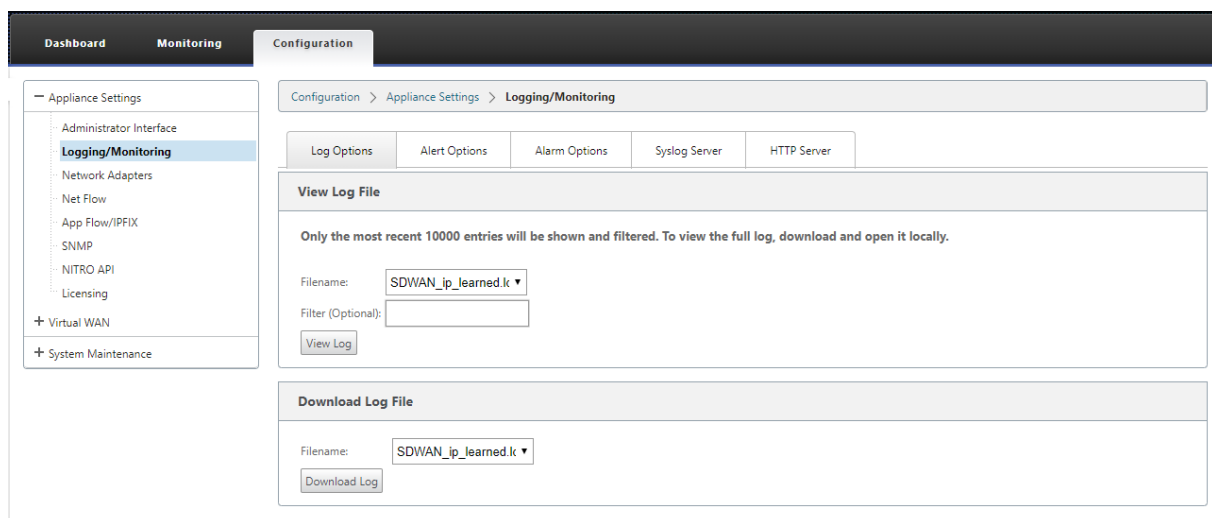 Dashboard Monitoring Configuration
− Appliance Settings
Administrator Interface
Logging/Monitoring
Network Adapters
Net Flow
App Flow/IPFIX
SNMP
NITRO API
Licensing
+ Virtual WAN
+ System Maintenance
Configuration > Appliance Settings > Logging/Monitoring
Log Options Alert Options Alarm Options Syslog Server HTTP Server
View Log File
Only the most recent 10000 entries will be shown and filtered. To view the full log, download and open it locally.
Filename: SDWAN_ip_learned.lc
Filter (Optional):
View Log
Download Log File
Filename: SDWAN_ip_learned.lc
Download Log